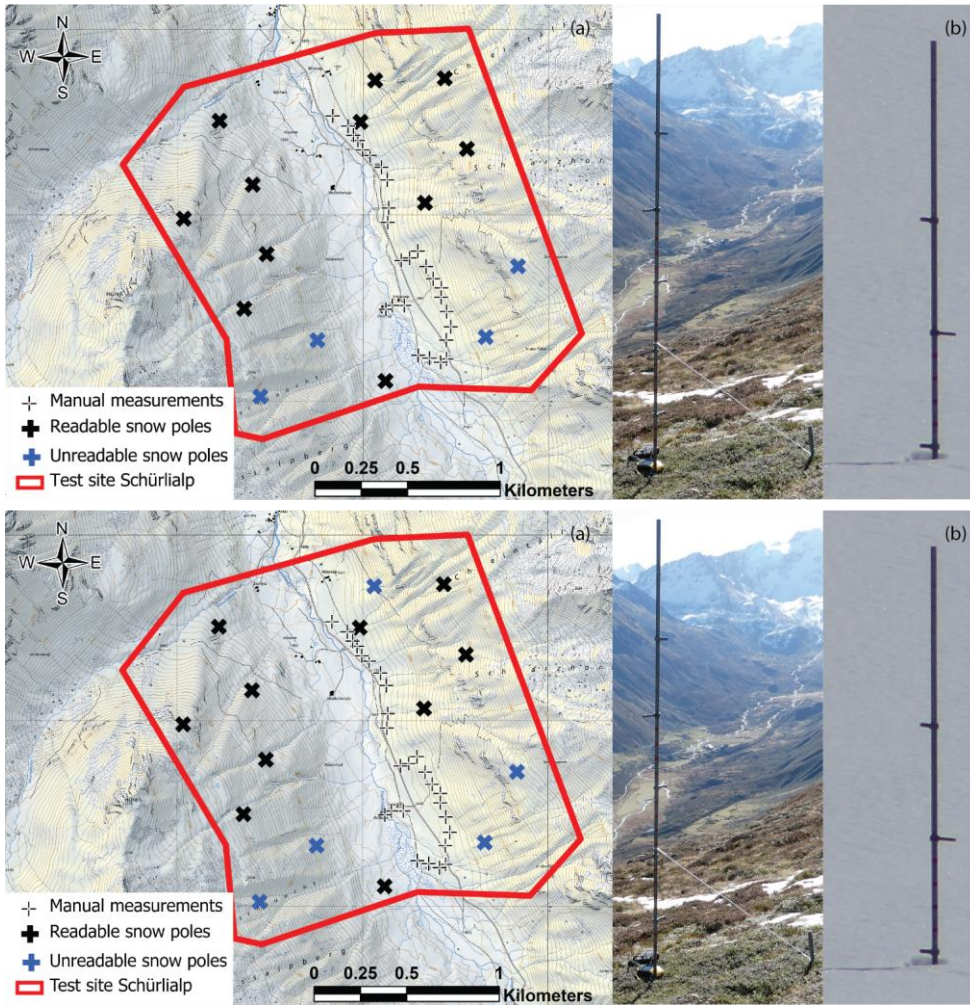 (a)
(b)
N
W
E
S
Manual measurements
Readable snow poles
Unreadable snow poles
Test site Schürlialp
0
0.25
0.5
1
Kilometers
(a)
(b)
N
W
E
S
Manual measurements
Readable snow poles
Unreadable snow poles
Test site Schürlialp
0
0.25
0.5
1
Kilometers